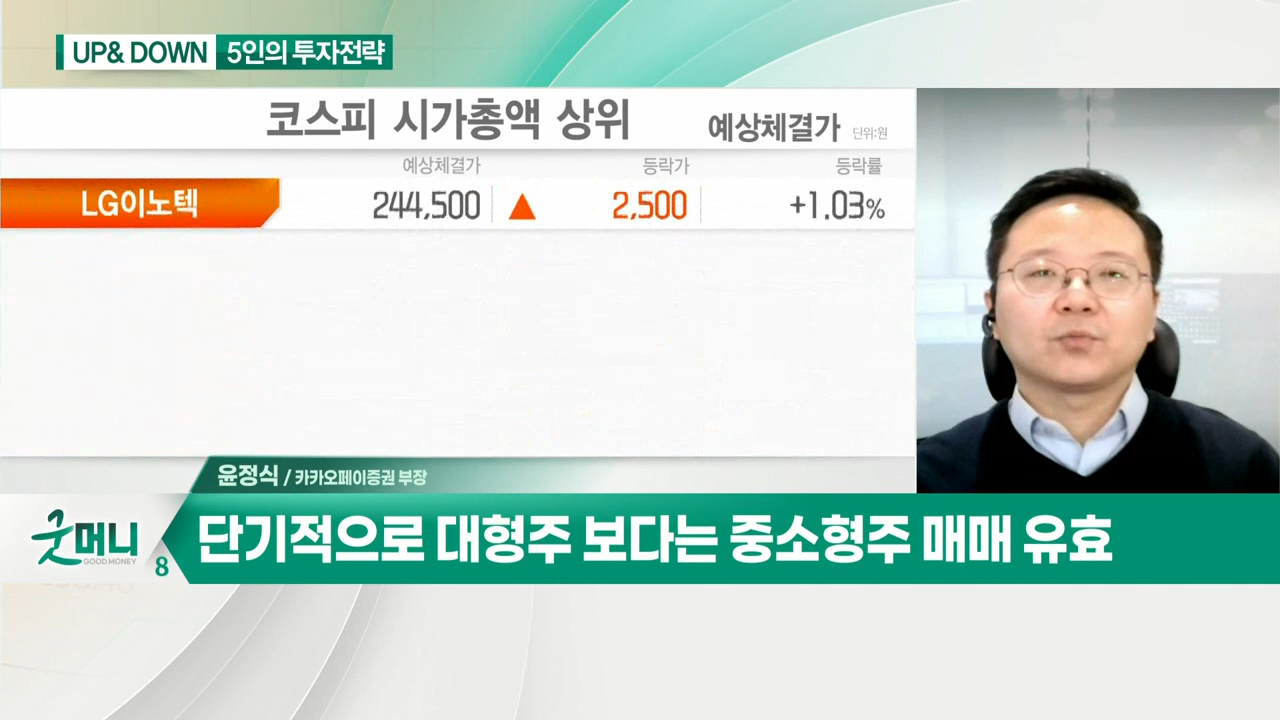 UP& DOWN 5인의 투자전략
코스피 시가총액 상위 예상체결가 단위:원
예상체결가 등락가 등락률
LG이노텍 244,500 ▲ 2,500 +1.03%
윤정식 / 카카오페이증권 부장
굿머니
GOOD MONEY
8
단기적으로 대형주 보다는 중소형주 매매 유효